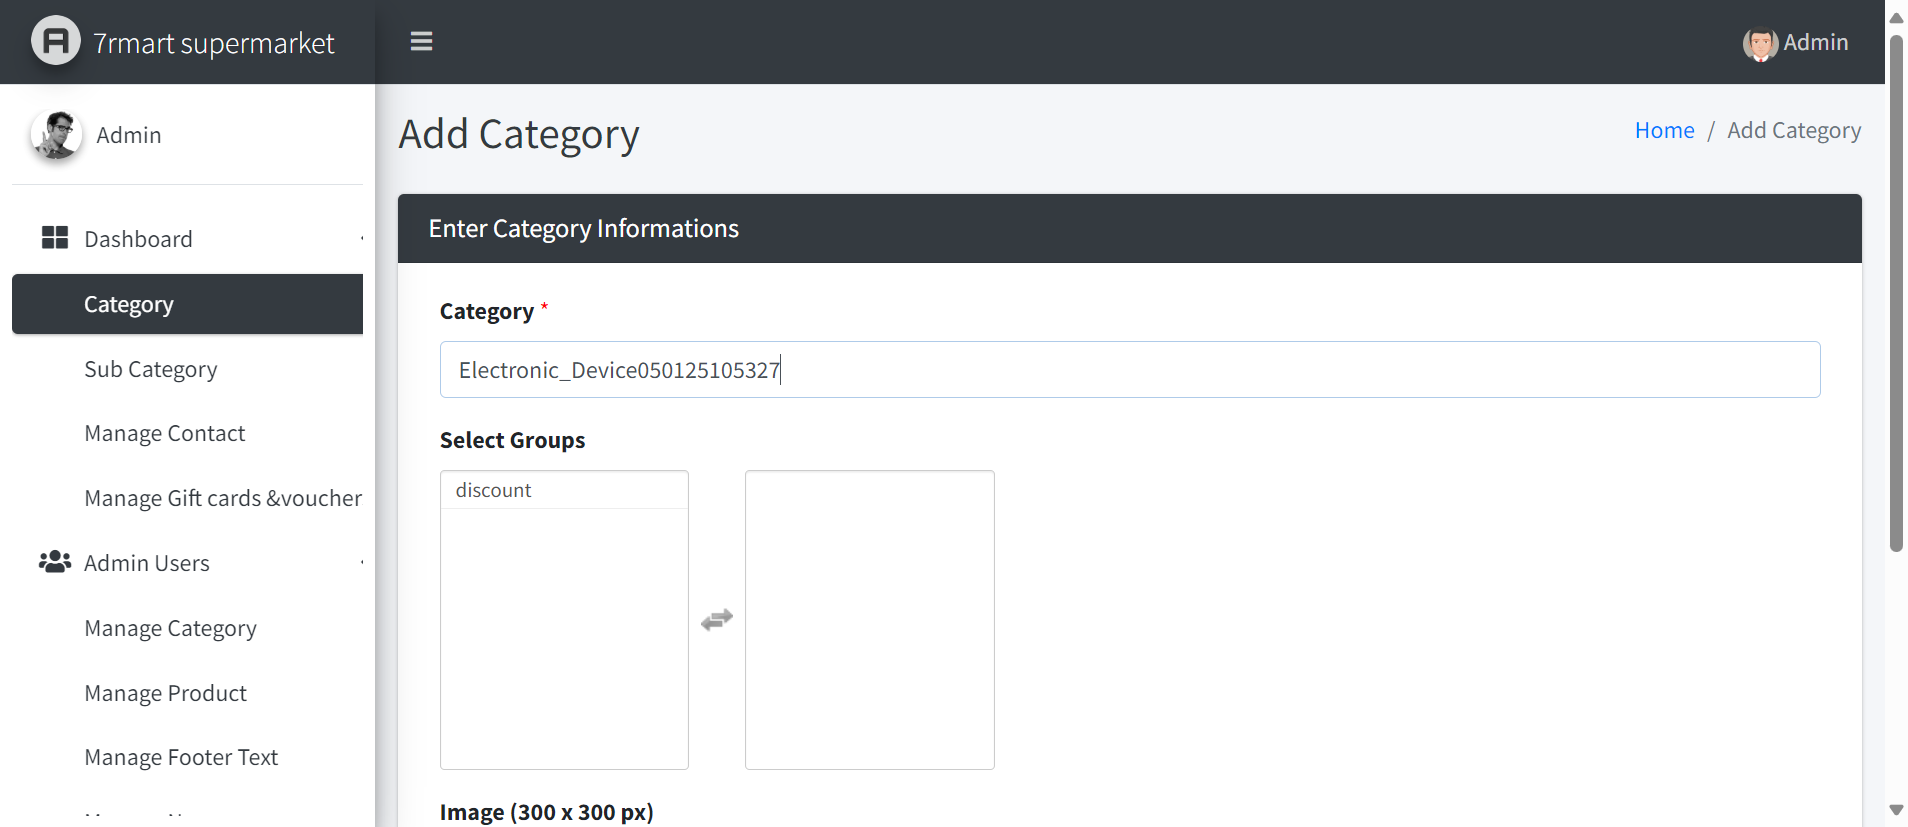 7rmart supermarket
Admin
Admin
Add Category
Home / Add Category
Dashboard
Category
Sub Category
Manage Contact
Manage Gift cards &voucher
Admin Users
Manage Category
Manage Product
Manage Footer Text
Enter Category Informations
Category *
Electronic_Device050125105327
Select Groups
discount
Image (300 x 300 px)